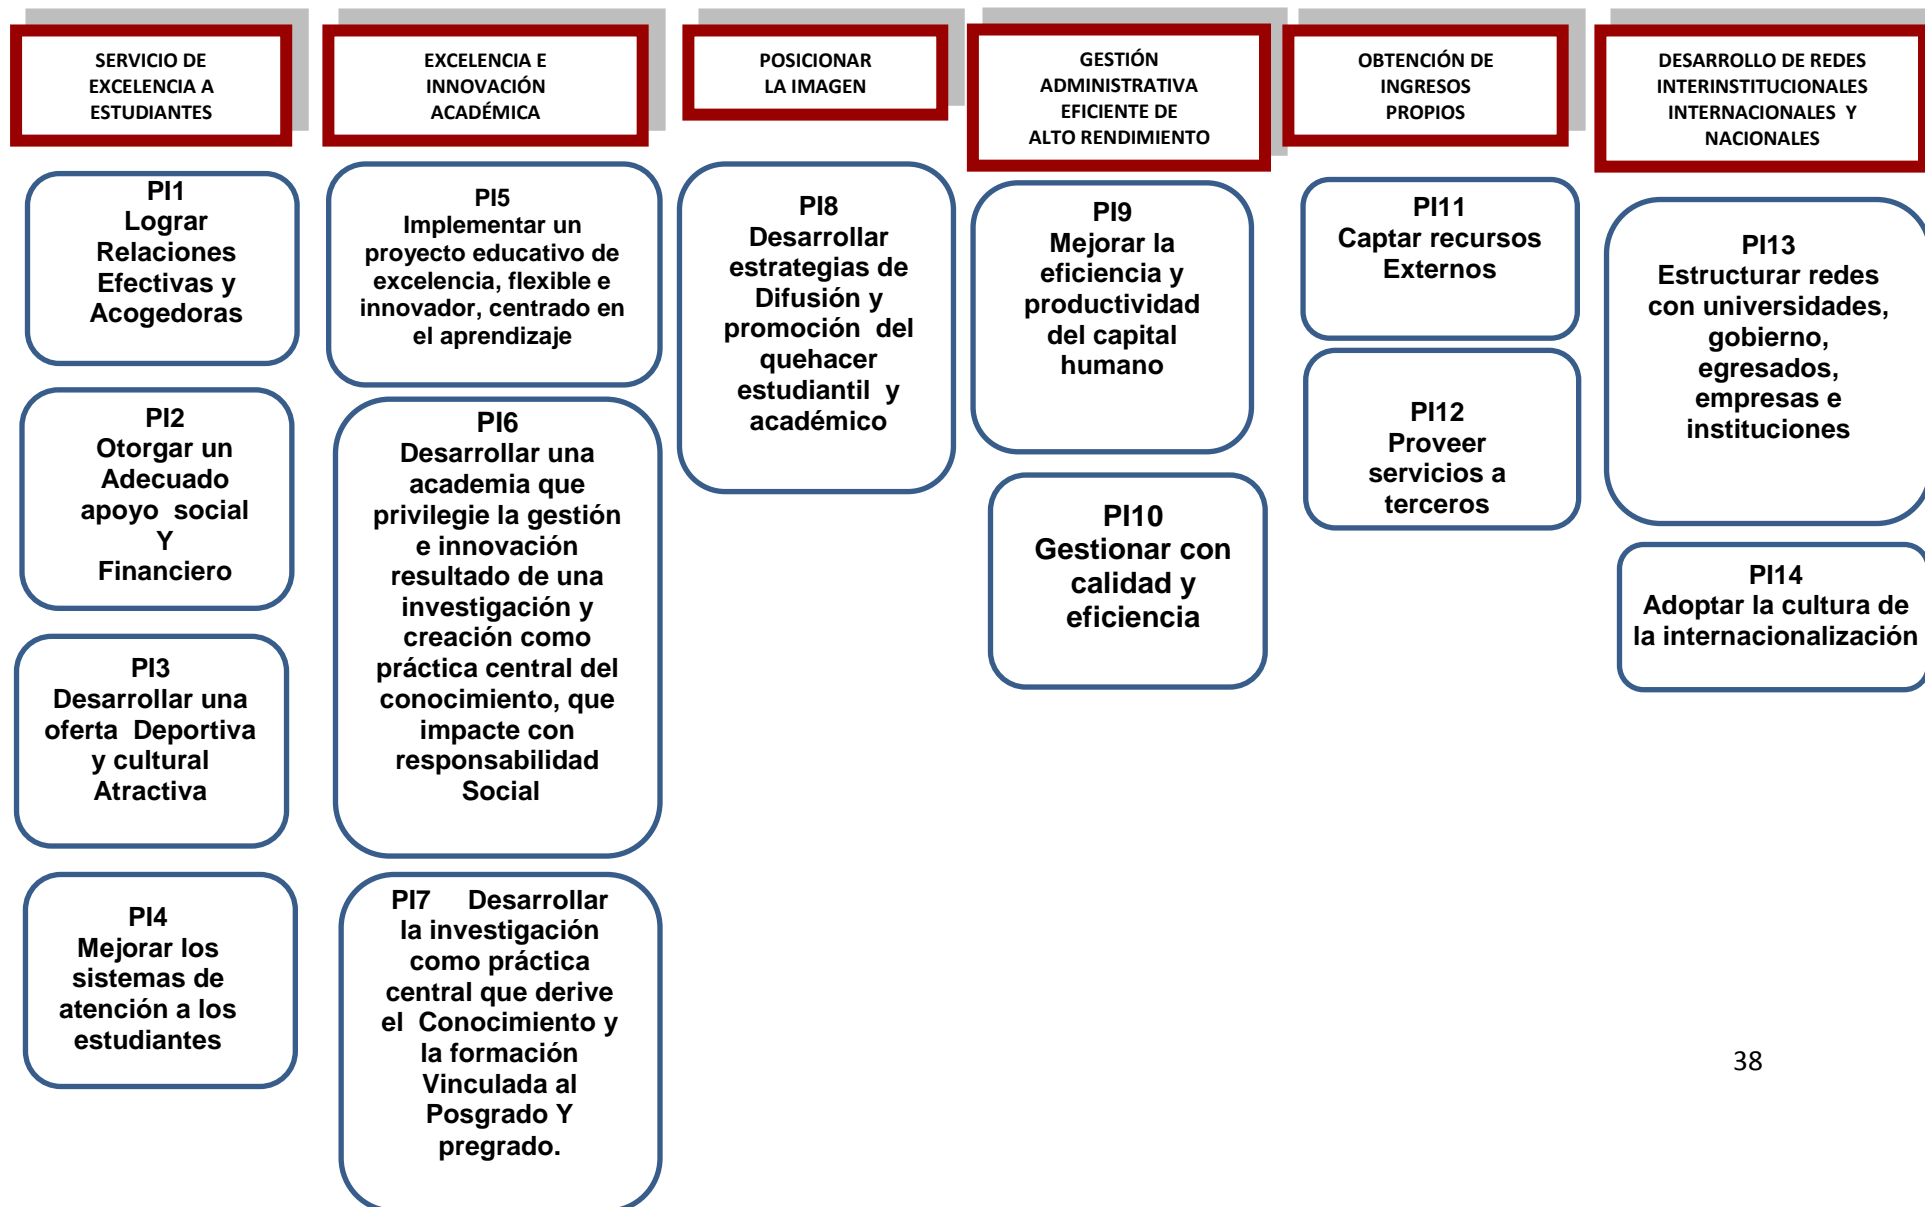 SERVICIO DE
EXCELENCIA A
ESTUDIANTES
PI1
Lograr
Relaciones
Efectivas y
Acogedoras
PI2
Otorgar un
Adecuado
apoyo social
Y
Financiero
PI3
Desarrollar una
oferta Deportiva
y cultural
Atractiva
PI4
Mejorar los
sistemas de
atención a los
estudiantes
EXCELENCIA E
INNOVACIÓN
ACADÉMICA
PI5
Implementar un
proyecto educativo de
excelencia, flexible e
innovador, centrado en
el aprendizaje
PI6
Desarrollar una
academia que
privilegie la gestión
e innovación
resultado de una
investigación y
creación como
práctica central del
conocimiento, que
impacte con
responsabilidad
Social
PI7 Desarrollar
la investigación
como práctica
central que derive
el Conocimiento y
la formación
Vinculada al
Posgrado Y
pregrado.
POSICIONAR
LA IMAGEN
PI8
Desarrollar
estrategias de
Difusión y
promoción del
quehacer
estudiantil y
académico
GESTIÓN
ADMINISTRATIVA
EFICIENTE DE
ALTO RENDIMIENTO
PI9
Mejorar la
eficiencia y
productividad
del capital
humano
PI10
Gestionar con
calidad y
eficiencia
OBTENCIÓN DE
INGRESOS
PROPIOS
PI11
Captar recursos
Externos
PI12
Proveer
servicios a
terceros
DESARROLLO DE REDES
INTERINSTITUCIONALES
INTERNACIONALES Y
NACIONALES
PI13
Estructurar redes
con universidades,
gobierno,
egresados,
empresas e
instituciones
PI14
Adoptar la cultura de
la internacionalización
38